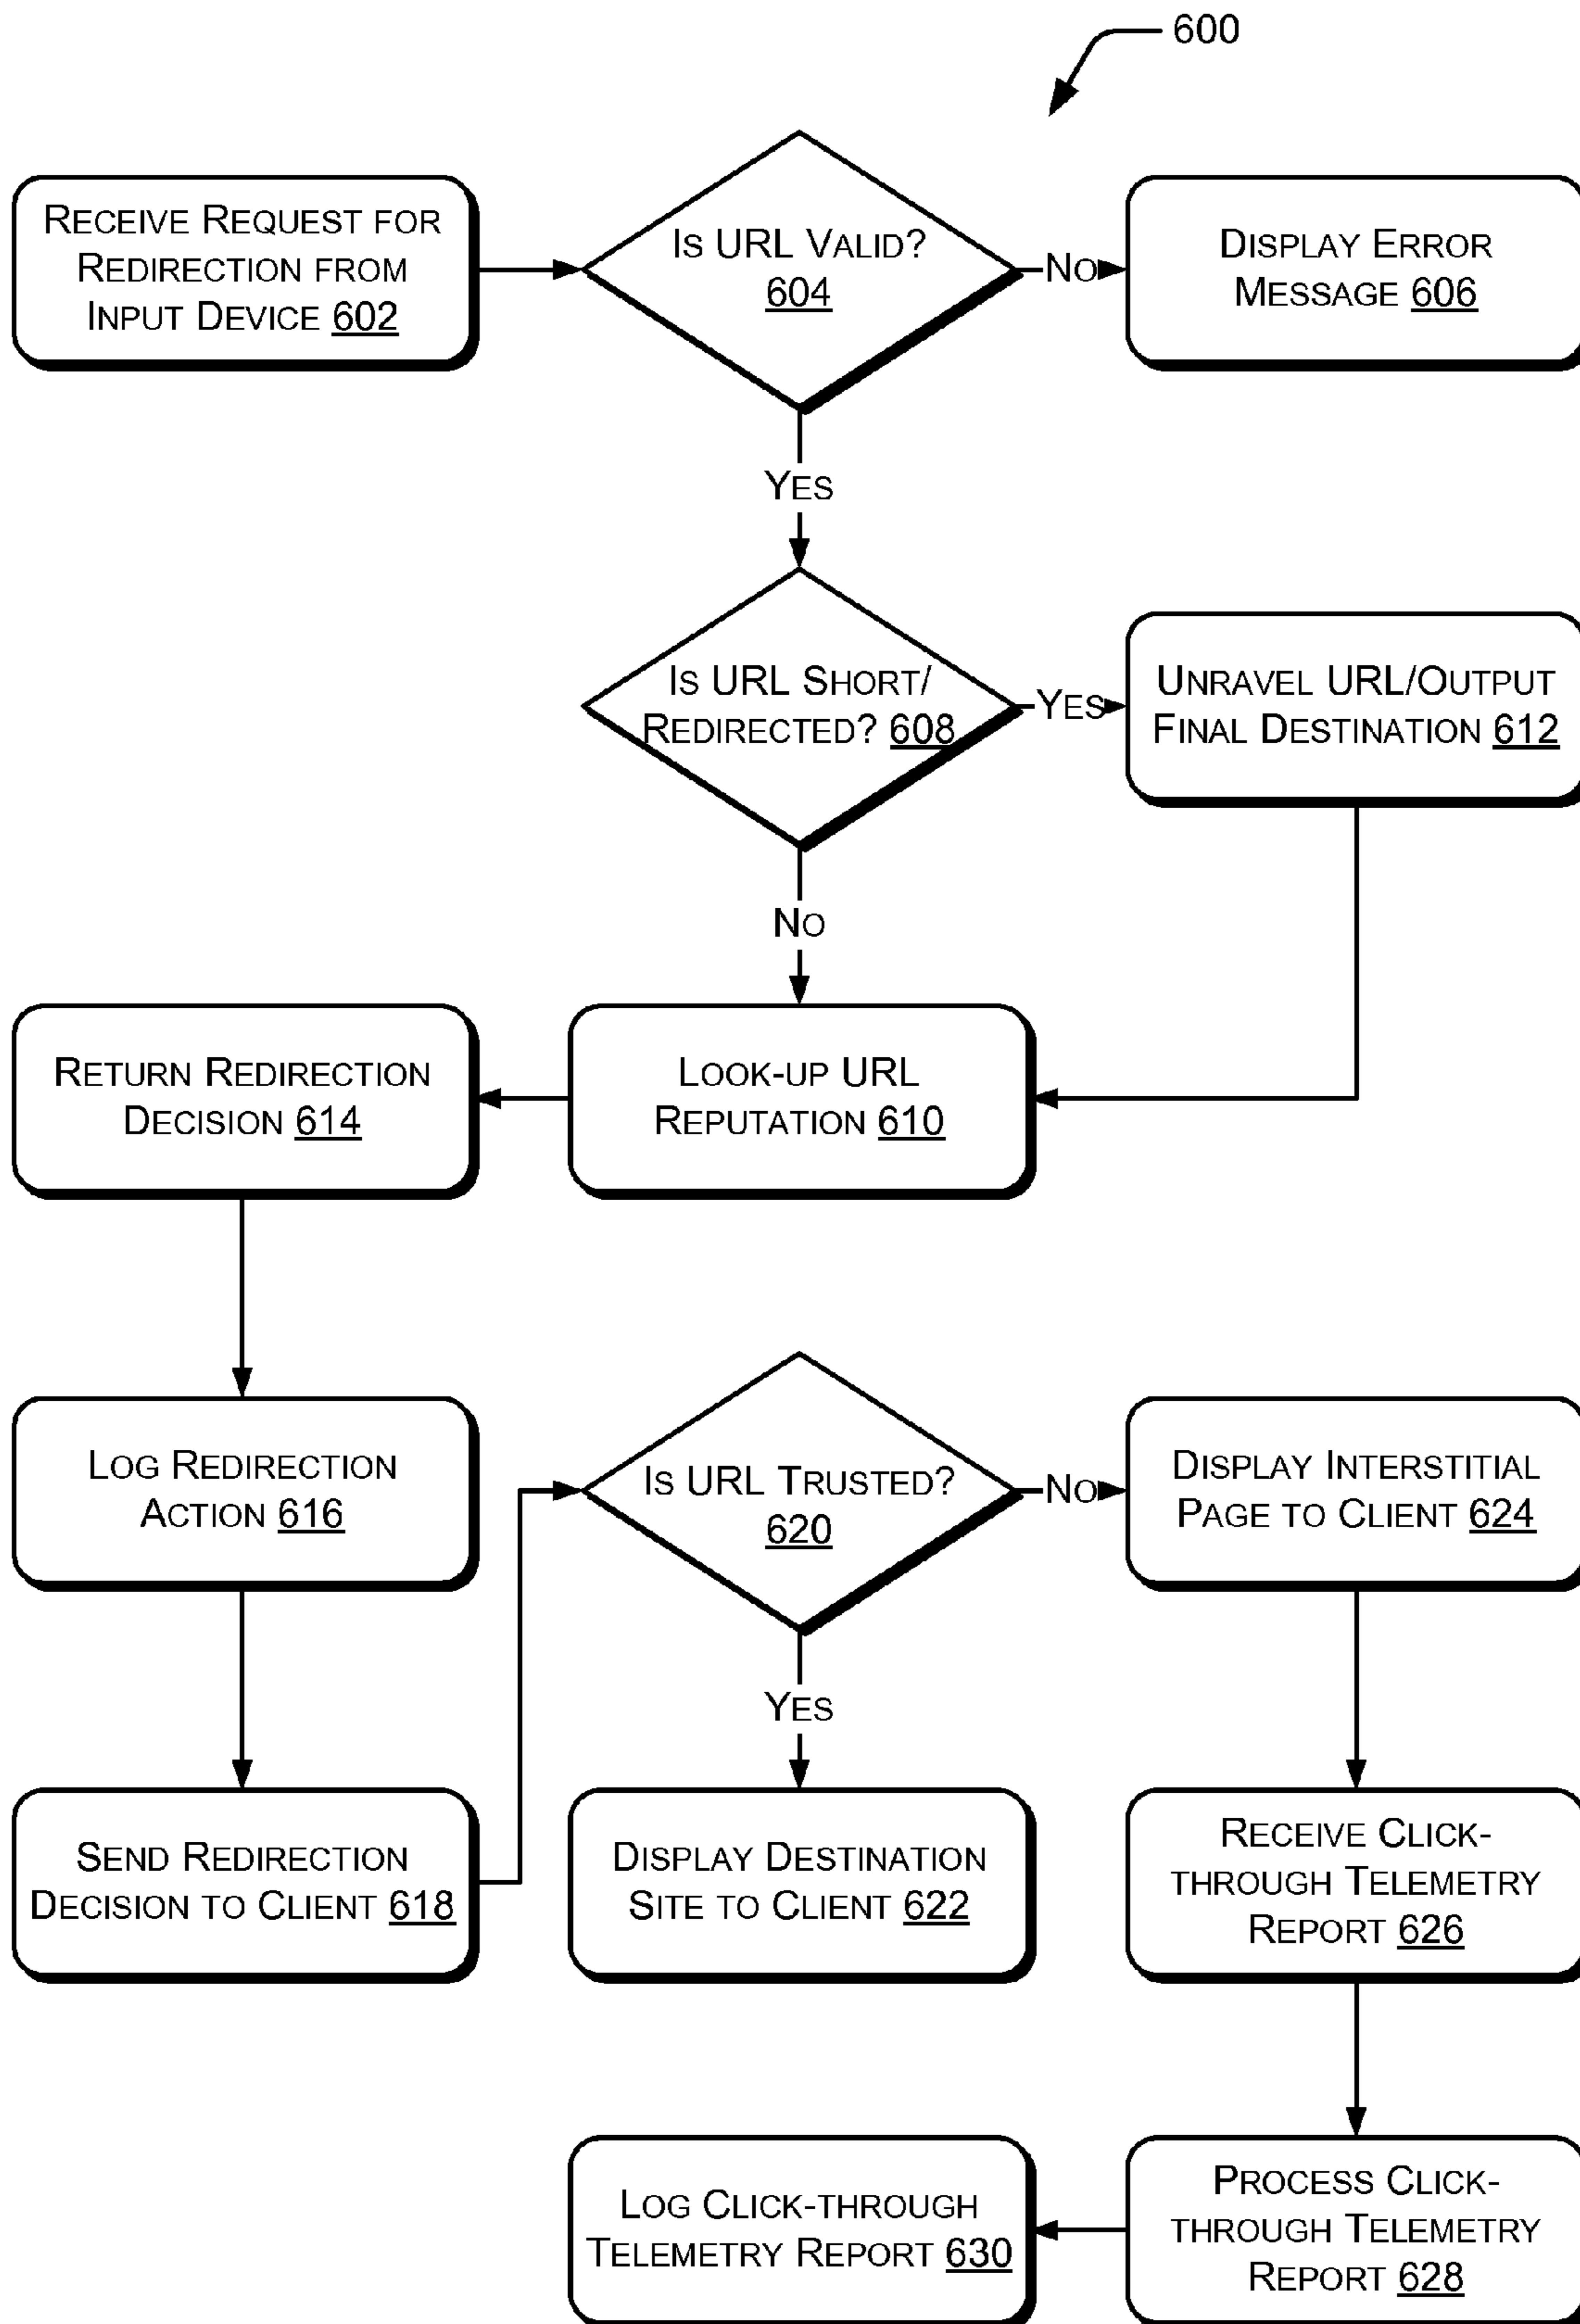 600
Receive Request for
Redirection from
Input Device 602
Is URL Valid?
604
No
Display Error
Message 606
Yes
Is URL Short/
Redirected? 608
Yes
Unravel URL/Output
Final Destination 612
No
Return Redirection
Decision 614
Look-up URL
Reputation 610
Log Redirection
Action 616
Is URL Trusted?
620
No
Display Interstitial
Page to Client 624
Yes
Send Redirection
Decision to Client 618
Display Destination
Site to Client 622
Receive Click-
through Telemetry
Report 626
Log Click-through
Telemetry Report 630
Process Click-
through Telemetry
Report 628